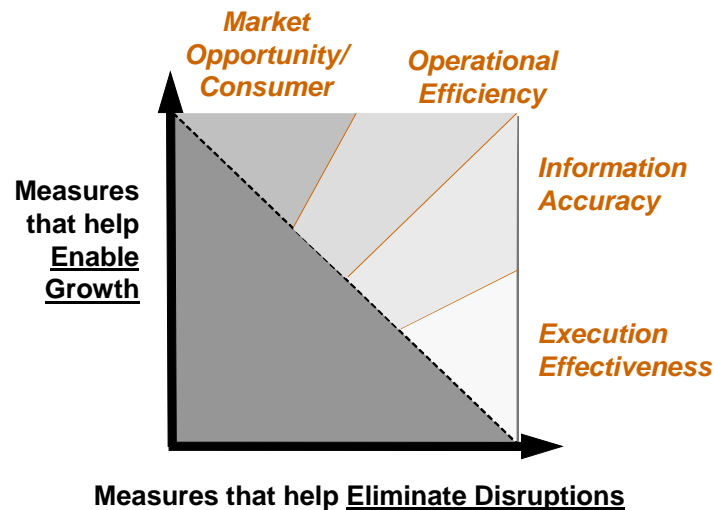 Market
Opportunity/
Consumer
Operational
Efficiency
Measures
that help
Enable
Growth
Information
Accuracy
Execution
Effectiveness
Measures that help Eliminate Disruptions